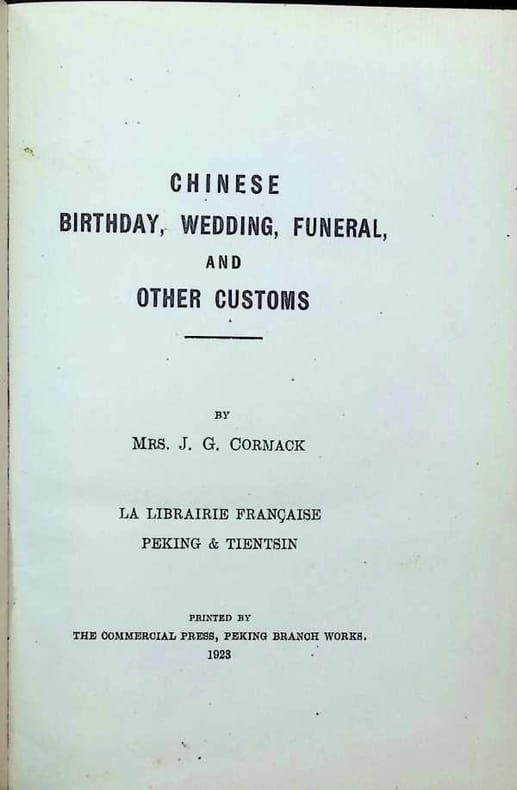 CHINESE
BIRTHDAY, WEDDING, FUNERAL,
AND
OTHER CUSTOMS
BY
MRS. J. G. CORMACK
LA LIBRAIRIE FRANÇAISE
PEKING & TIENTSIN
PRINTED BY
THE COMMERCIAL PRESS, PEKING BRANCH WORKS.
1923